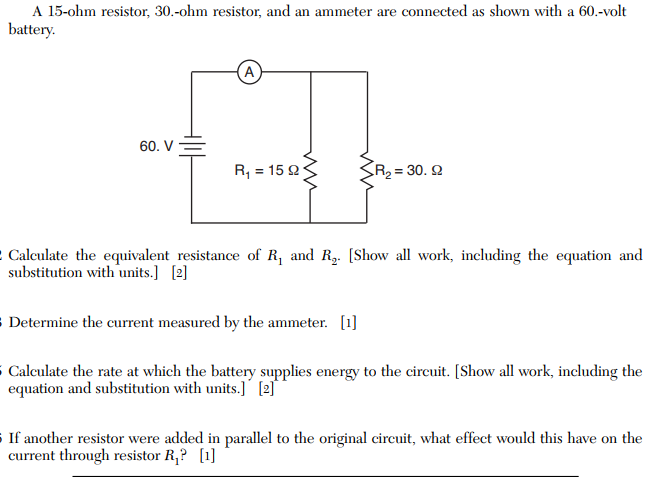 A 15-ohm resistor, 30.-ohm resistor, and an ammeter are connected as shown with a 60.-volt
battery.
A
60. V
R1 = 15 Ω
R2 = 30. Ω
Calculate the equivalent resistance of R1 and R2. [Show all work, including the equation and
substitution with units.] [2]
Determine the current measured by the ammeter. [1]
Calculate the rate at which the battery supplies energy to the circuit. [Show all work, including the
equation and substitution with units.] [2]
If another resistor were added in parallel to the original circuit, what effect would this have on the
current through resistor R1? [1]